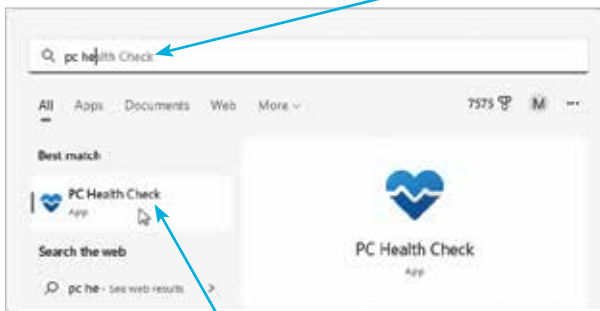 pc health Check
All Apps Documents Web More 7575 M ...
Best match
PC Health Check
App
Search the web
pc he - See web results
PC Health Check
App